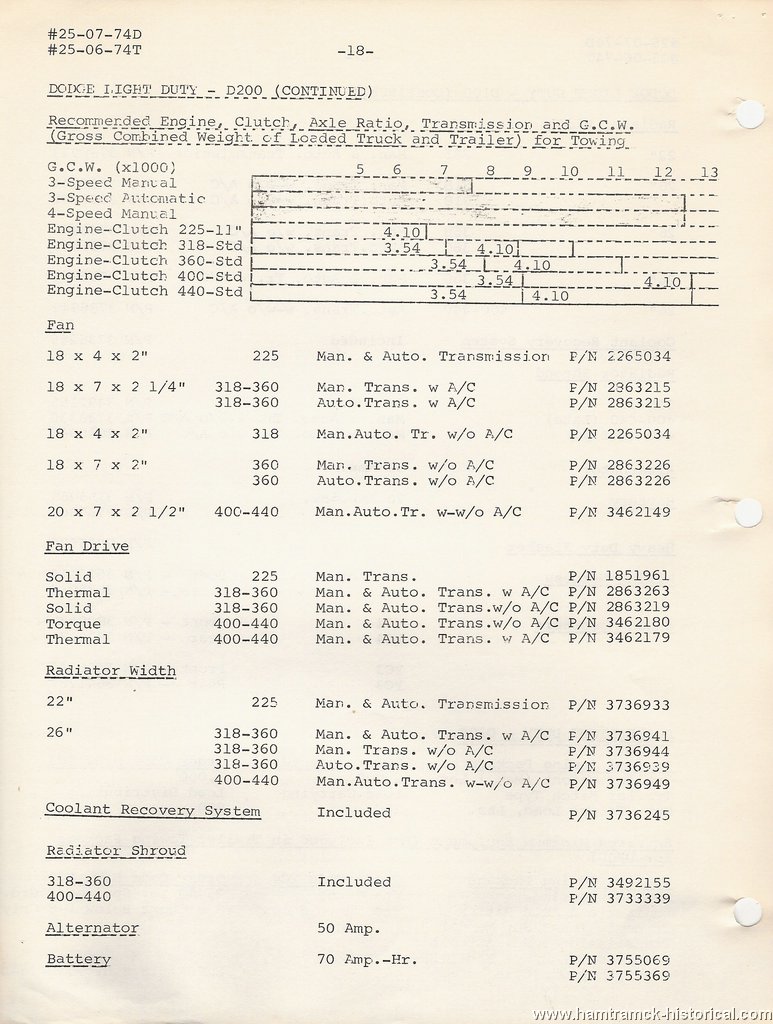 #25-07-74D
#25-06-74T -18-
DODGE LIGHT DUTY - D200 (CONTINUED)
Recommended Engine, Clutch, Axle Ratio, Transmission and G.C.W.
(Gross Combined Weight of Loaded Truck and Trailer) for Towing
G.C.W. (x1000) 5 6 7 8 9 10 11 12 13
3-Speed Manual
3-Speed Automatic
4-Speed Manual
Engine-Clutch 225-11" 4.10
Engine-Clutch 318-Std 3.54 4.10
Engine-Clutch 360-Std 3.54 4.10
Engine-Clutch 400-Std 3.54 4.10
Engine-Clutch 440-Std 3.54 4.10
Fan
18 x 4 x 2" 225 Man. & Auto. Transmission P/N 2265034
18 x 7 x 2 1/4" 318-360 Man. Trans. w A/C P/N 2863215
318-360 Auto.Trans. w A/C P/N 2863215
18 x 4 x 2" 318 Man.Auto. Tr. w/o A/C P/N 2265034
18 x 7 x 2" 360 Man. Trans. w/o A/C P/N 2863226
360 Auto.Trans. w/o A/C P/N 2863226
20 x 7 x 2 1/2" 400-440 Man.Auto.Tr. w-w/o A/C P/N 3462149
Fan Drive
Solid 225 Man. Trans. P/N 1851961
Thermal 318-360 Man. & Auto. Trans. w A/C P/N 2863263
Solid 318-360 Man. & Auto. Trans.w/o A/C P/N 2863219
Torque 400-440 Man. & Auto. Trans.w/o A/C P/N 3462180
Thermal 400-440 Man. & Auto. Trans. w A/C P/N 3462179
Radiator Width
22" 225 Man. & Auto. Transmission P/N 3736933
26" 318-360 Man. & Auto. Trans. w A/C P/N 3736941
318-360 Man. Trans. w/o A/C P/N 3736944
318-360 Auto.Trans. w/o A/C P/N 3736939
400-440 Man.Auto.Trans. w-w/o A/C P/N 3736949
Coolant Recovery System Included P/N 3736245
Radiator Shroud
318-360 Included P/N 3492155
400-440 P/N 3733339
Alternator 50 Amp.
Battery 70 Amp.-Hr. P/N 3755069
P/N 3755369
www.hamtramck-historical.com